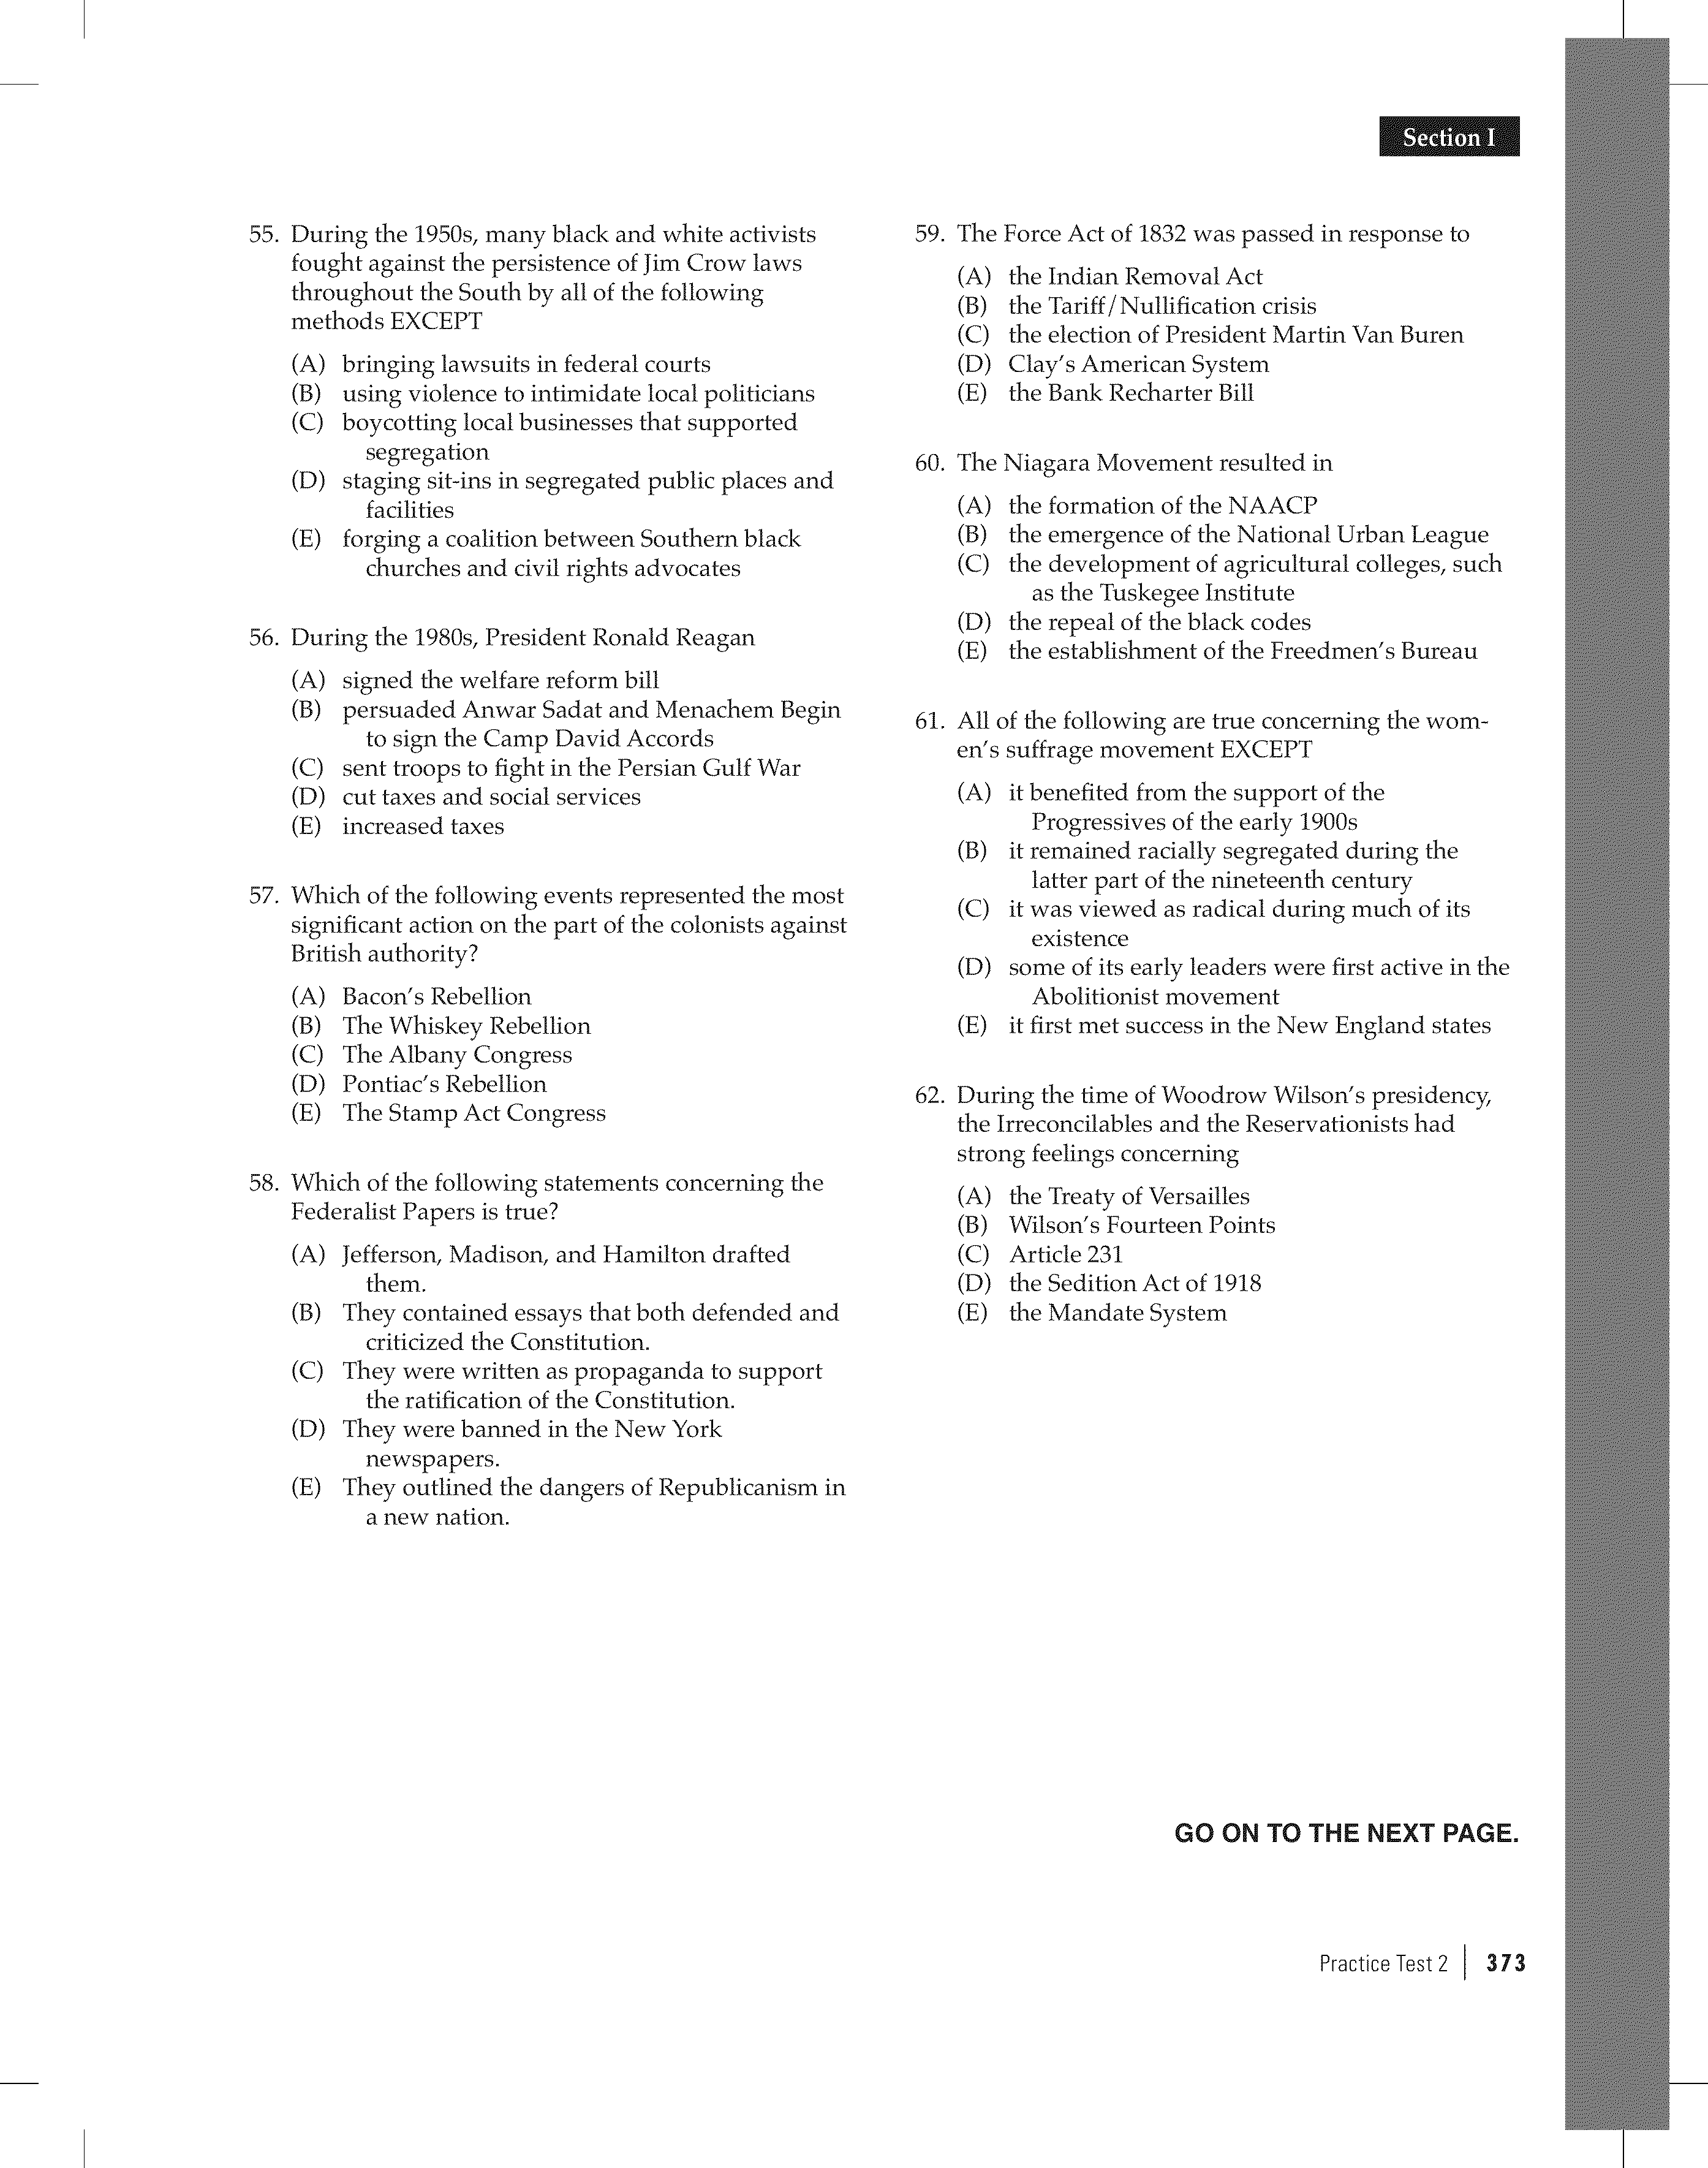 Section I
55. During the 1950s, many black and white activists
fought against the persistence of Jim Crow laws
throughout the South by all of the following
methods EXCEPT
(A) bringing lawsuits in federal courts
(B) using violence to intimidate local politicians
(C) boycotting local businesses that supported
segregation
(D) staging sit-ins in segregated public places and
facilities
(E) forging a coalition between Southern black
churches and civil rights advocates
56. During the 1980s, President Ronald Reagan
(A) signed the welfare reform bill
(B) persuaded Anwar Sadat and Menachem Begin
to sign the Camp David Accords
(C) sent troops to fight in the Persian Gulf War
(D) cut taxes and social services
(E) increased taxes
57. Which of the following events represented the most
significant action on the part of the colonists against
British authority?
(A) Bacon's Rebellion
(B) The Whiskey Rebellion
(C) The Albany Congress
(D) Pontiac's Rebellion
(E) The Stamp Act Congress
58. Which of the following statements concerning the
Federalist Papers is true?
(A) Jefferson, Madison, and Hamilton drafted
them.
(B) They contained essays that both defended and
criticized the Constitution.
(C) They were written as propaganda to support
the ratification of the Constitution.
(D) They were banned in the New York
newspapers.
(E) They outlined the dangers of Republicanism in
a new nation.
59. The Force Act of 1832 was passed in response to
(A) the Indian Removal Act
(B) the Tariff/Nullification crisis
(C) the election of President Martin Van Buren
(D) Clay's American System
(E) the Bank Recharter Bill
60. The Niagara Movement resulted in
(A) the formation of the NAACP
(B) the emergence of the National Urban League
(C) the development of agricultural colleges, such
as the Tuskegee Institute
(D) the repeal of the black codes
(E) the establishment of the Freedmen's Bureau
61. All of the following are true concerning the wom-
en's suffrage movement EXCEPT
(A) it benefited from the support of the
Progressives of the early 1900s
(B) it remained racially segregated during the
latter part of the nineteenth century
(C) it was viewed as radical during much of its
existence
(D) some of its early leaders were first active in the
Abolitionist movement
(E) it first met success in the New England states
62. During the time of Woodrow Wilson's presidency,
the Irreconcilables and the Reservationists had
strong feelings concerning
(A) the Treaty of Versailles
(B) Wilson's Fourteen Points
(C) Article 231
(D) the Sedition Act of 1918
(E) the Mandate System
GO ON TO THE NEXT PAGE.
Practice Test 2 | 373